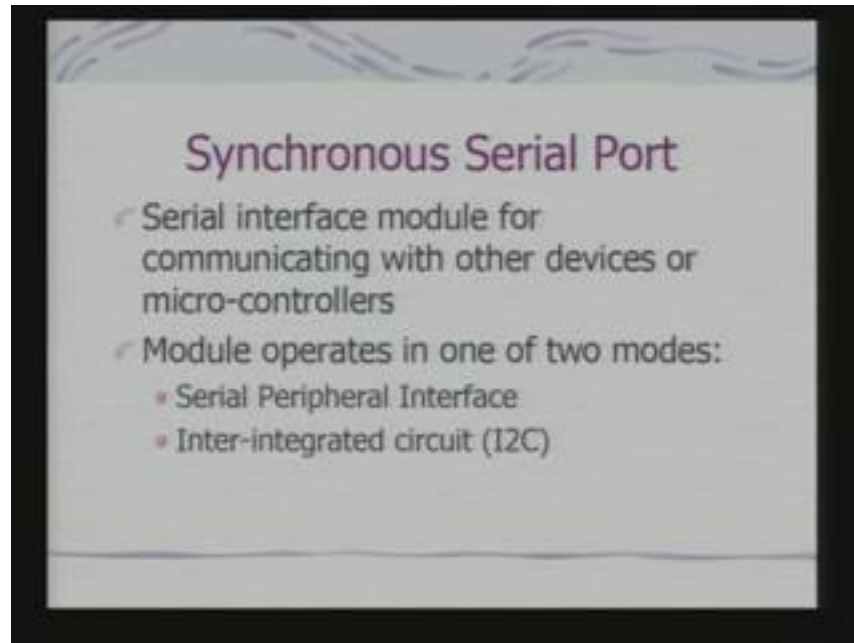 Synchronous Serial Port
Serial interface module for
communicating with other devices or
micro-controllers
Module operates in one of two modes:
Serial Peripheral Interface
Inter-integrated circuit (I2C)